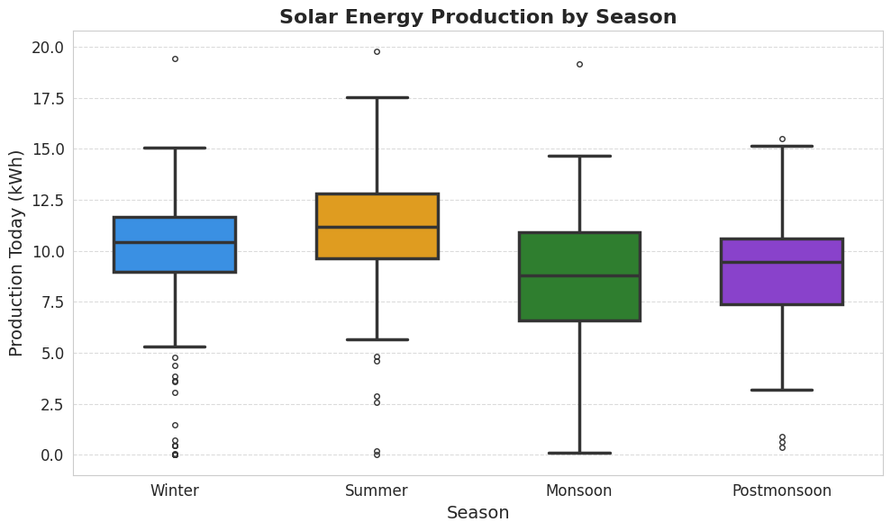 Solar Energy Production by Season
Production Today (kWh)
20.0
17.5
15.0
12.5
10.0
7.5
5.0
2.5
0.0
Winter Summer Monsoon Postmonsoon
Season